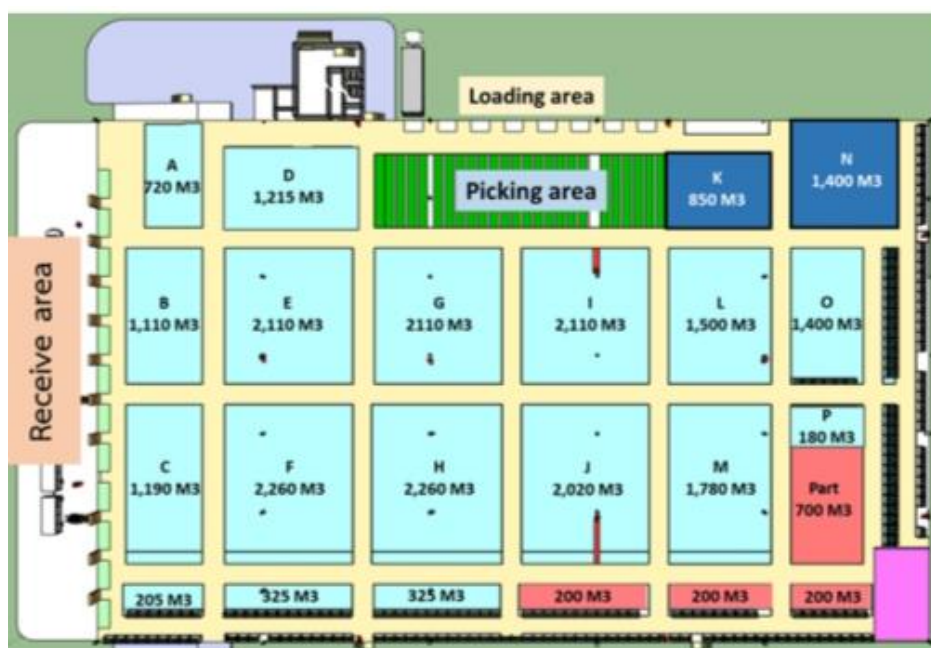 Loading area
A
720 M3
D
1,215 M3
Picking area
K
850 M3
N
1,400 M3
Receive area
B
1,110 M3
E
2,110 M3
G
2110 M3
I
2,110 M3
L
1,500 M3
O
1,400 M3
C
1,190 M3
F
2,260 M3
H
2,260 M3
J
2,020 M3
M
1,780 M3
P
180 M3
Part
700 M3
205 M3
325 M3
325 M3
200 M3
200 M3
200 M3